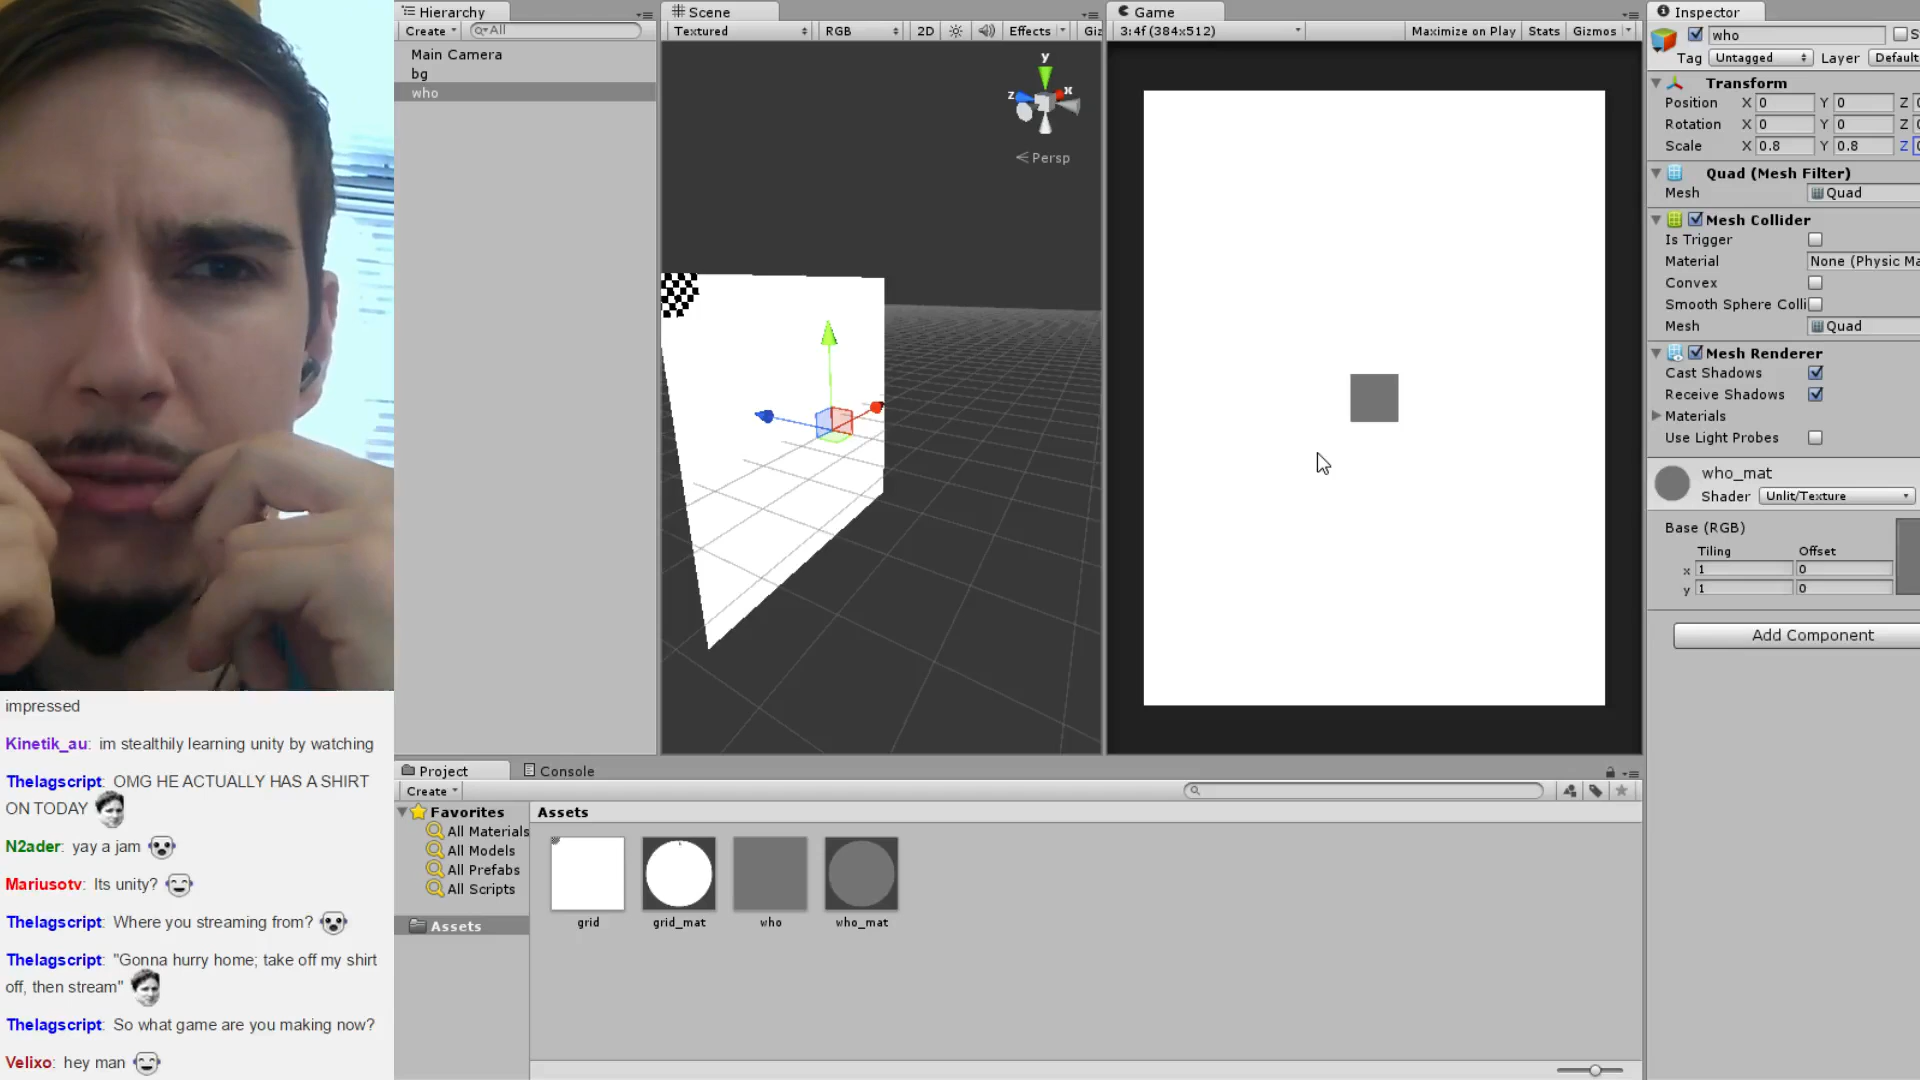 Hierarchy
Create
All
Main Camera
bg
who
Scene
Textured
RGB
2D
Effects
Giz
y
z
x
Persp
Game
3:4f (384x512)
Maximize on Play
Stats
Gizmos
Inspector
who
S
Tag
Untagged
Layer
Default
Transform
Position X 0 Y 0 Z
Rotation X 0 Y 0 Z
Scale X 0.8 Y 0.8 Z
Quad (Mesh Filter)
Mesh Quad
Mesh Collider
Is Trigger
Material None (Physic Ma
Convex
Smooth Sphere Colli
Mesh Quad
Mesh Renderer
Cast Shadows
Receive Shadows
Materials
Use Light Probes
who_mat
Shader Unlit/Texture
Base (RGB)
Tiling Offset
x 1 0
y 1 0
Add Component
impressed
Kinetik_au: im stealthily learning unity by watching
Thelagscript: OMG HE ACTUALLY HAS A SHIRT
ON TODAY
N2ader: yay a jam
Mariusotv: Its unity?
Thelagscript: Where you streaming from?
Thelagscript: "Gonna hurry home; take off my shirt
off, then stream"
Thelagscript: So what game are you making now?
Velixo: hey man
Project
Console
Create
Favorites
All Materials
All Models
All Prefabs
All Scripts
Assets
Assets
grid
grid_mat
who
who_mat